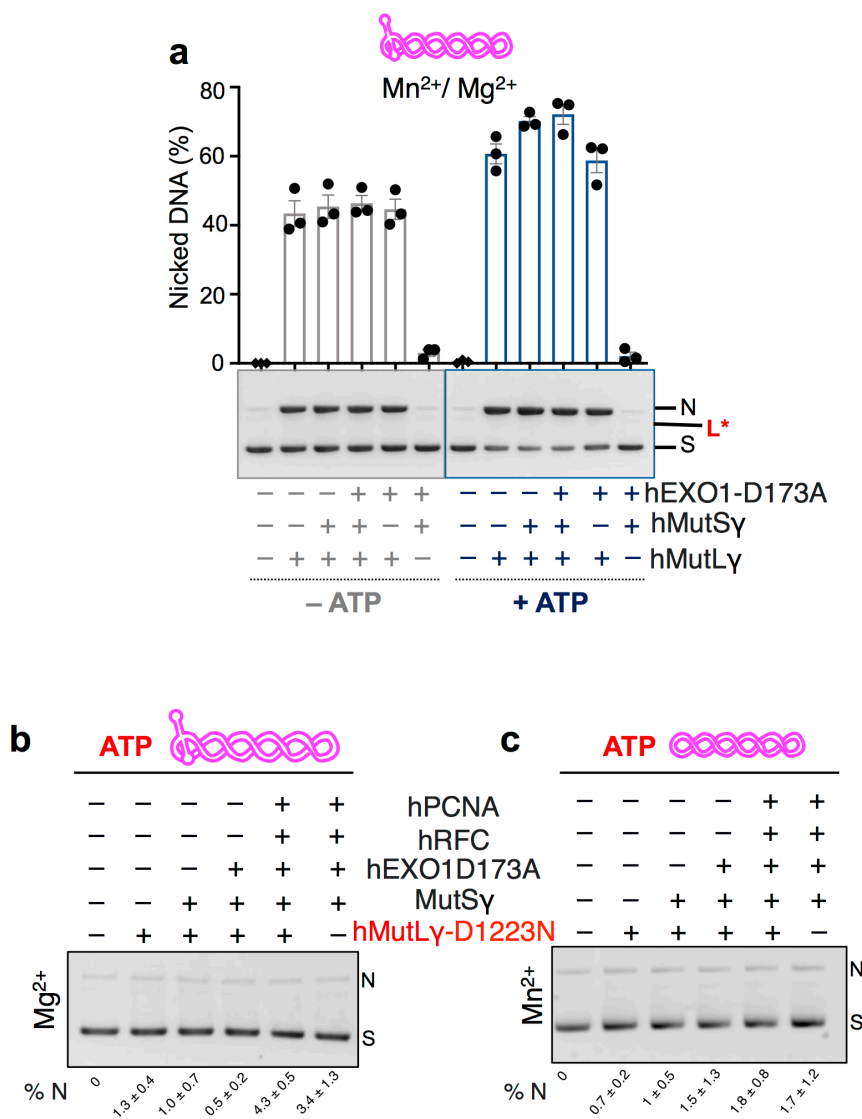 a
Mn2+/ Mg2+
Nicked DNA (%)
80
60
40
20
0
N
L*
S
– – – + + + – – – + + + hEXO1-D173A
– – + + – + – – + + – + hMutSγ
– + + + + – – + + + + – hMutLγ
– ATP + ATP
b ATP
– – – – + + hPCNA
– – – – + + hRFC
– – – + + + hEXO1D173A
– – + + + + MutSγ
– + + + + – hMutLγ-D1223N
Mg2+
N
S
% N 0 1.3 ± 0.4 1.0 ± 0.7 0.5 ± 0.2 4.3 ± 0.5 3.4 ± 1.3
c ATP
– – – – + +
– – – – + +
– – – + + +
– – + + + +
– + + + + –
Mn2+
N
S
% N 0 0.7 ± 0.2 1 ± 0.5 1.5 ± 1.3 1.8 ± 0.8 1.7 ± 1.2